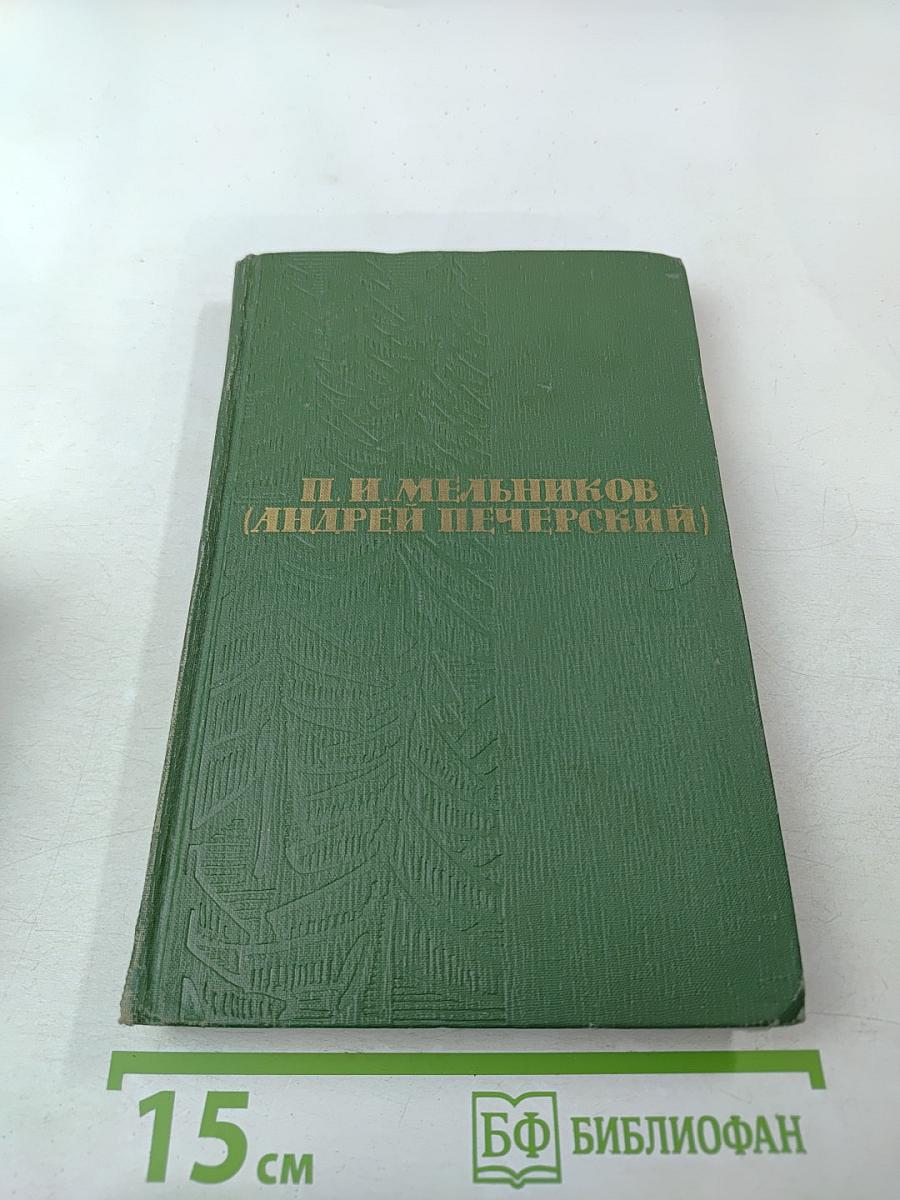 П. И. МЕЛЬНИКОВ
(АНДРЕЙ ПЕЧЕРСКИЙ)
15 см
БФ БИБЛИОФАН